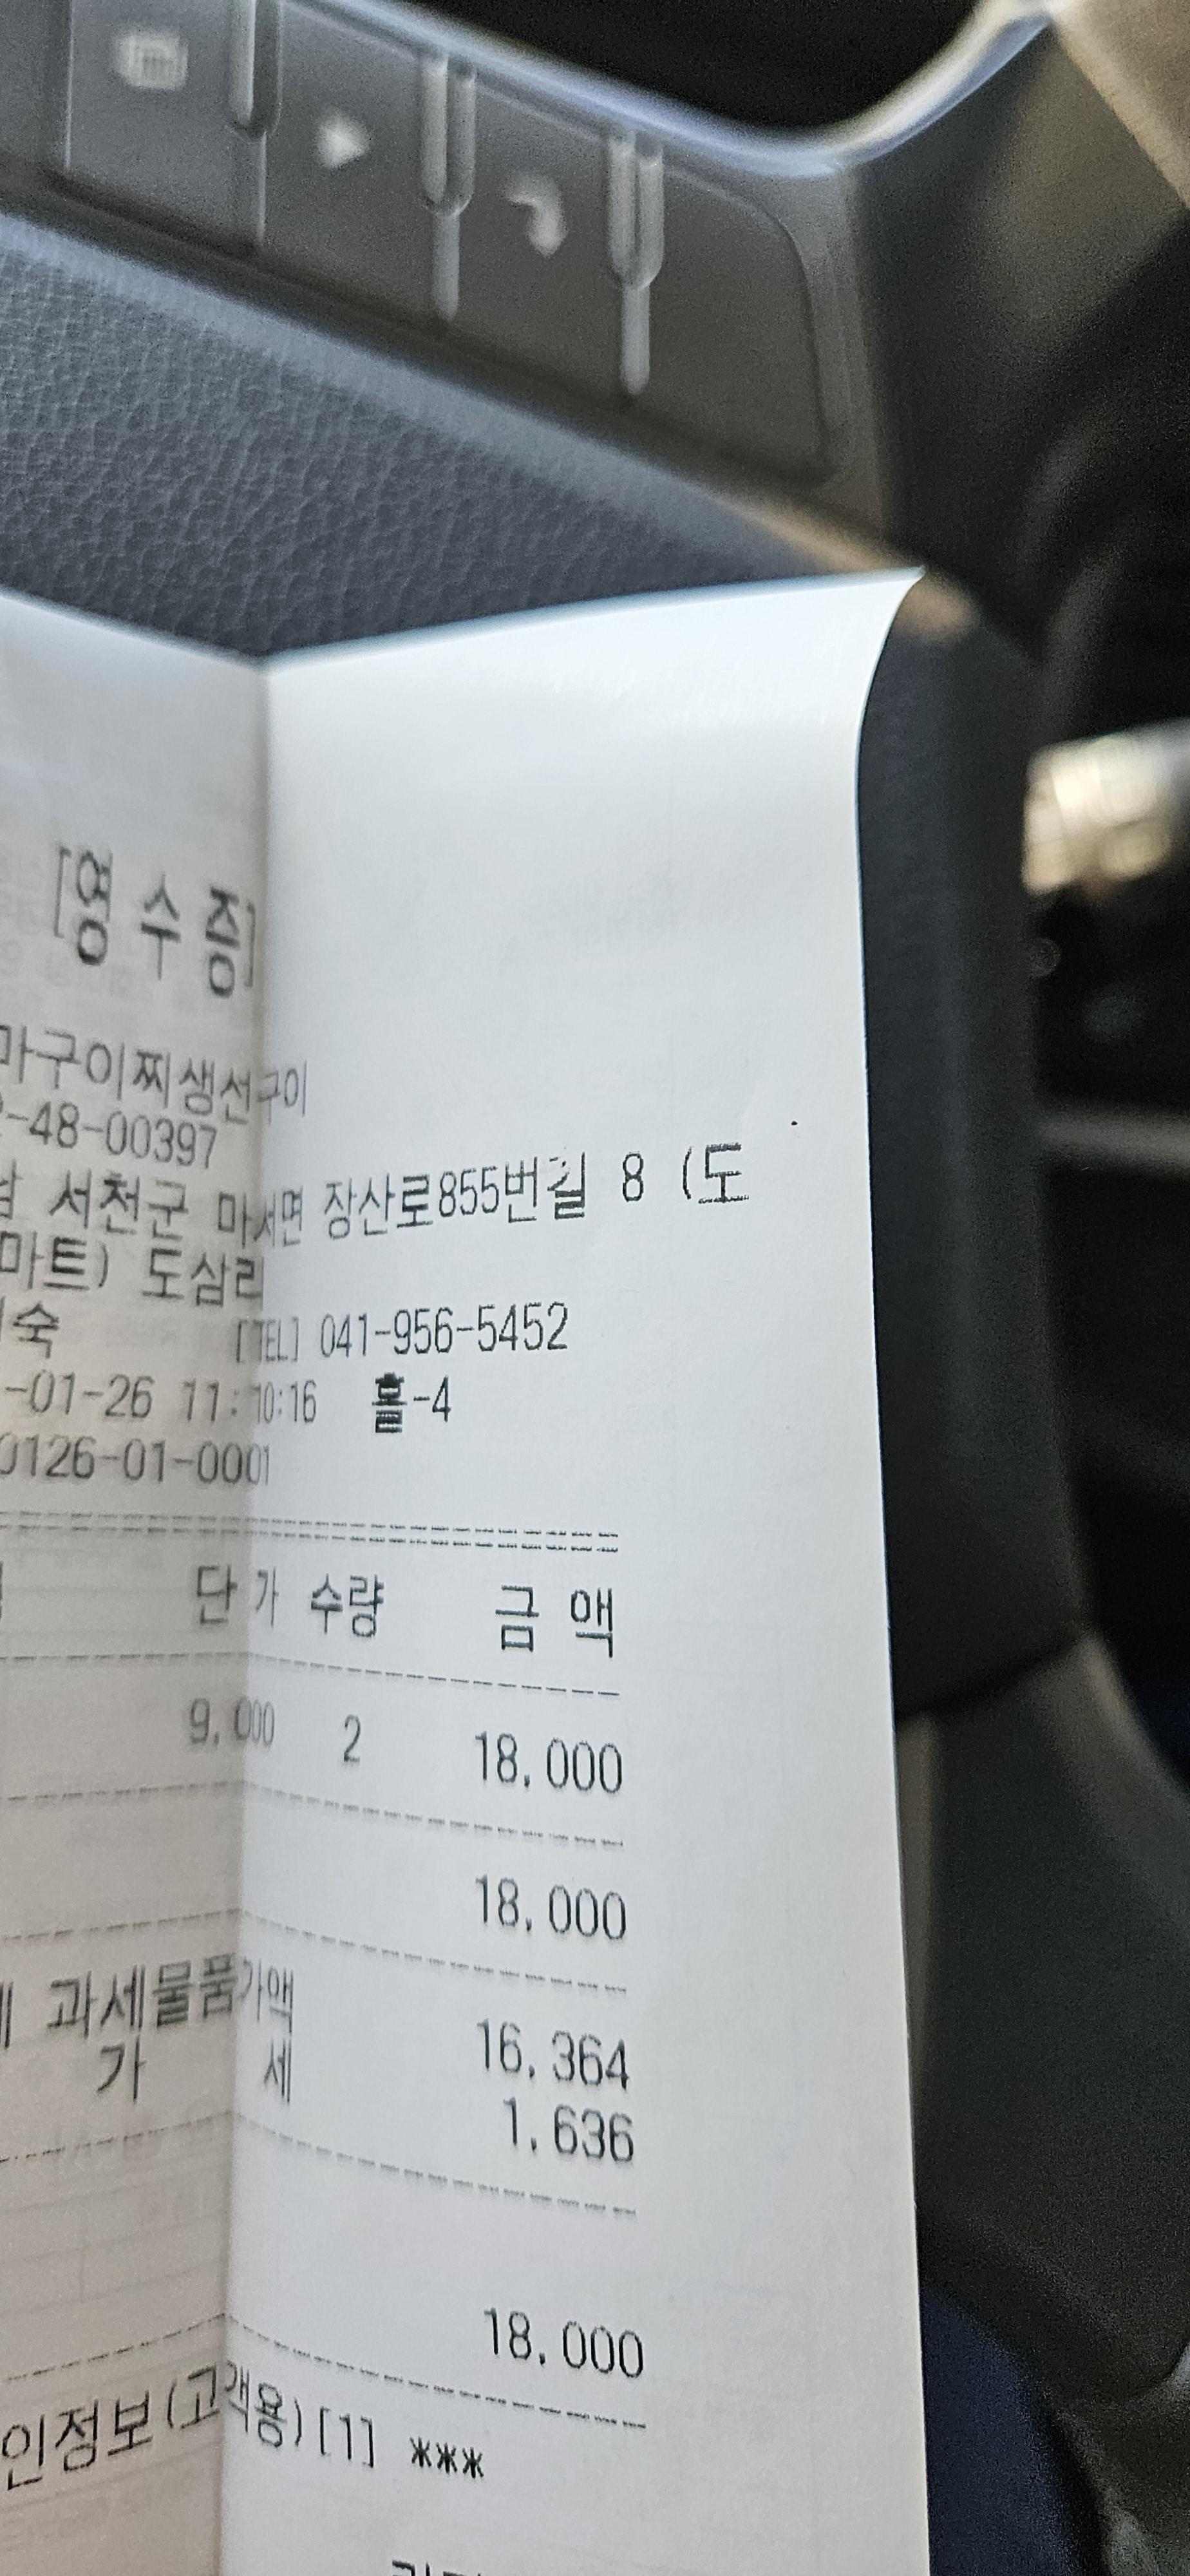 [영 수 증]
마구이찌생선구이
-48-00397
서천군 마서면 장산로855번길 8 (도
마트) 도삼리
숙 [TEL] 041-956-5452
-01-26 11:10:16 홀-4
0126-01-0001
단 가 수량 금 액
9,000 2 18,000
18,000
과세물품가액 16,364
가 세 1,636
18,000
인정보(고객용)[1] ***